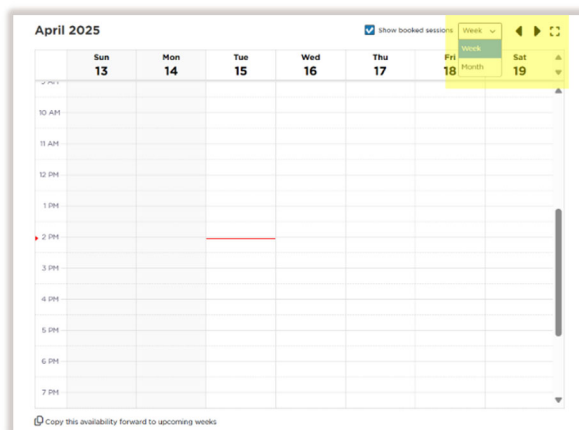 April 2025
Show booked sessions Week
Week
Month
Sun Mon Tue Wed Thu Fri Sat
13 14 15 16 17 18 19
10 AM
11 AM
12 PM
1 PM
2 PM
3 PM
4 PM
5 PM
6 PM
7 PM
Copy this availability forward to upcoming weeks